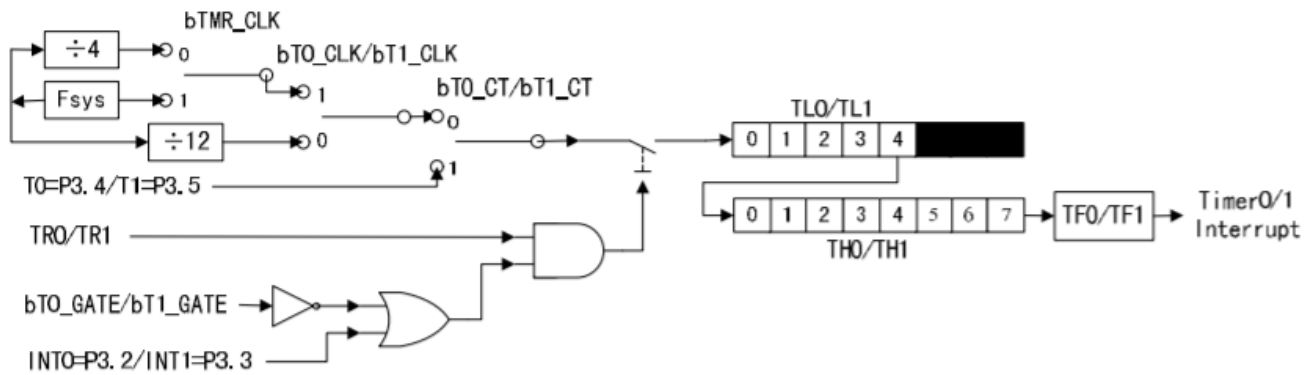 bTMR_CLK
÷4
0
bT0_CLK/bT1_CLK
Fsys
1
1
bT0_CT/bT1_CT
÷12
0
0
T0=P3.4/T1=P3.5
1
TL0/TL1
0 1 2 3 4
0 1 2 3 4 5 6 7
TH0/TH1
TF0/TF1
Timer0/1
Interrupt
TR0/TR1
bT0_GATE/bT1_GATE
INT0=P3.2/INT1=P3.3